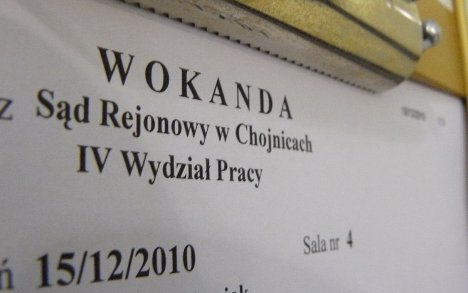 WOKANDA
z Sąd Rejonowy w Chojnicach
IV Wydział Pracy
Sala nr 4
ń 15/12/2010